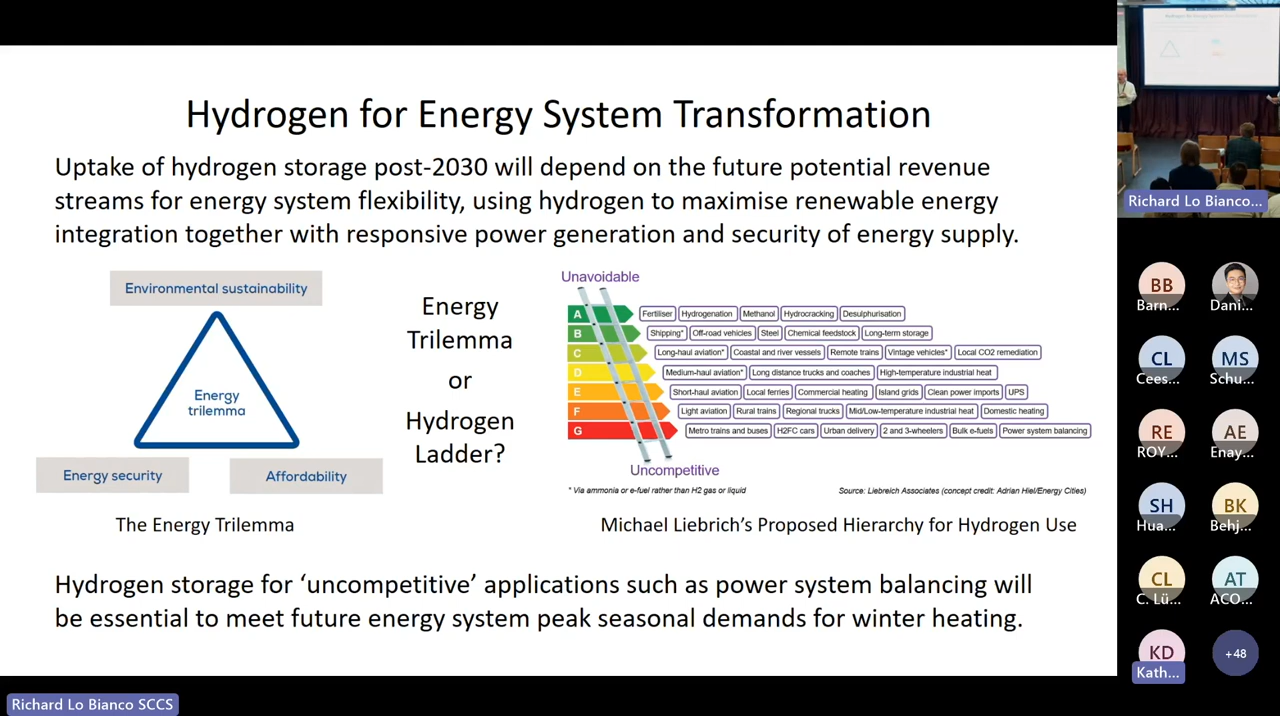 Hydrogen for Energy System Transformation
Uptake of hydrogen storage post-2030 will depend on the future potential revenue
streams for energy system flexibility, using hydrogen to maximise renewable energy
integration together with responsive power generation and security of energy supply.
Environmental sustainability
Energy
trilemma
Energy security
Affordability
The Energy Trilemma
Energy
Trilemma
or
Hydrogen
Ladder?
Unavoidable
A Fertiliser Hydrogenation Methanol Hydrocracking Desulphurisation
B Shipping* Off-road vehicles Steel Chemical feedstock Long-term storage
C Long-haul aviation* Coastal and river vessels Remote trains Vintage vehicles* Local CO2 remediation
D Medium-haul aviation* Long distance trucks and coaches High-temperature industrial heat
E Short-haul aviation Local ferries Commercial heating Island grids Clean power imports UPS
F Light aviation Rural trains Regional trucks Mid/Low-temperature industrial heat Domestic heating
G Metro trains and buses H2FC cars Urban delivery 2 and 3-wheelers Bulk e-fuels Power system balancing
Uncompetitive
* Via ammonia or e-fuel rather than H2 gas or liquid
Source: Liebreich Associates (concept credit: Adrian Hiel/Energy Cities)
Michael Liebrich's Proposed Hierarchy for Hydrogen Use
Hydrogen storage for ‘uncompetitive’ applications such as power system balancing will
be essential to meet future energy system peak seasonal demands for winter heating.
Richard Lo Bianco SCCS
Richard Lo Bianco...
BB
Barn...
Dani...
CL
Cees...
MS
Schu...
RE
ROY...
AE
Enay...
SH
Hua...
BK
Behj...
CL
C. Lü...
AT
ACO...
KD
Kath...
+48